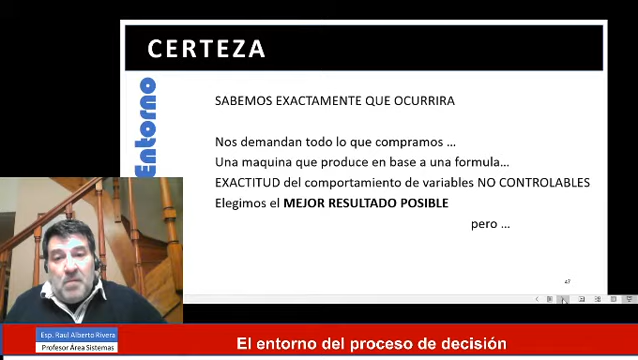 CERTEZA
Entorno
SABEMOS EXACTAMENTE QUE OCURRIRA
Nos demandan todo lo que compramos …
Una maquina que produce en base a una formula…
EXACTITUD del comportamiento de variables NO CONTROLABLES
Elegimos el MEJOR RESULTADO POSIBLE
pero …
47
Esp. Raul Alberto Rivera
Profesor Área Sistemas
El entorno del proceso de decisión